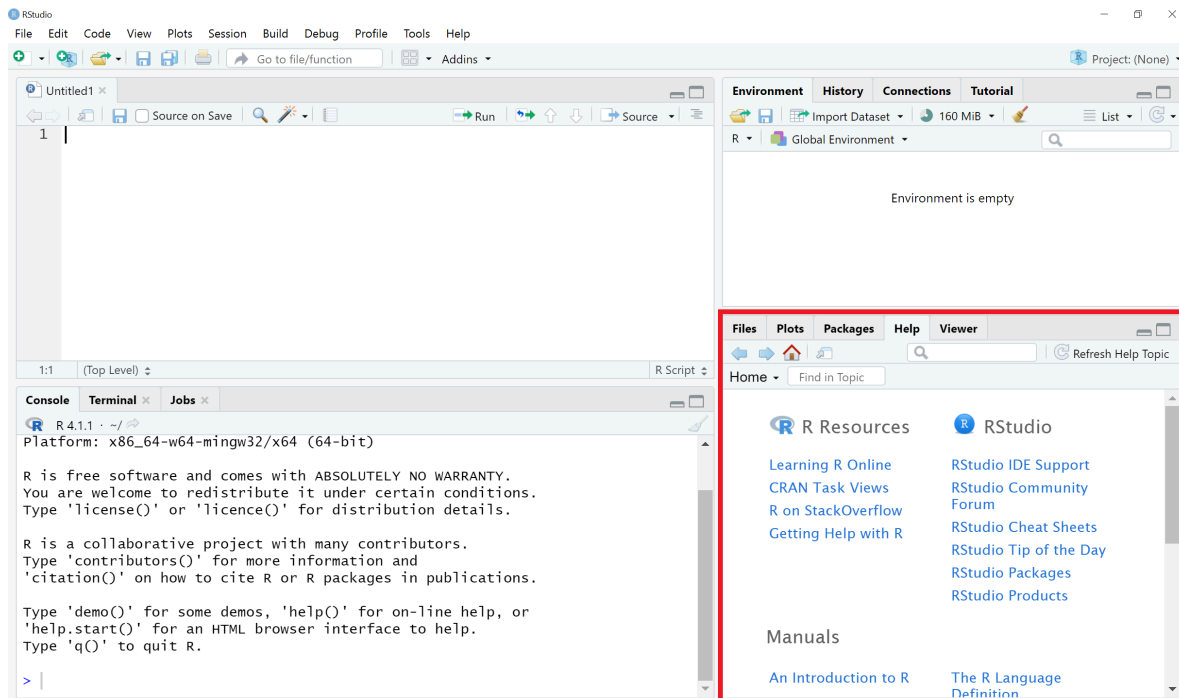 RStudio
File Edit Code View Plots Session Build Debug Profile Tools Help
Go to file/function Addins Project: (None)
Untitled1
Source on Save Run Source
1
1:1 (Top Level) R Script
Console Terminal Jobs
R 4.1.1 · ~/
Platform: x86_64-w64-mingw32/x64 (64-bit)
R is free software and comes with ABSOLUTELY NO WARRANTY.
You are welcome to redistribute it under certain conditions.
Type 'license()' or 'licence()' for distribution details.
R is a collaborative project with many contributors.
Type 'contributors()' for more information and
'citation()' on how to cite R or R packages in publications.
Type 'demo()' for some demos, 'help()' for on-line help, or
'help.start()' for an HTML browser interface to help.
Type 'q()' to quit R.
>
Environment History Connections Tutorial
Import Dataset 160 MiB List
R Global Environment
Environment is empty
Files Plots Packages Help Viewer
Refresh Help Topic
Home Find in Topic
R Resources
Learning R Online
CRAN Task Views
R on StackOverflow
Getting Help with R
RStudio
RStudio IDE Support
RStudio Community
Forum
RStudio Cheat Sheets
RStudio Tip of the Day
RStudio Packages
RStudio Products
Manuals
An Introduction to R
The R Language
Definition